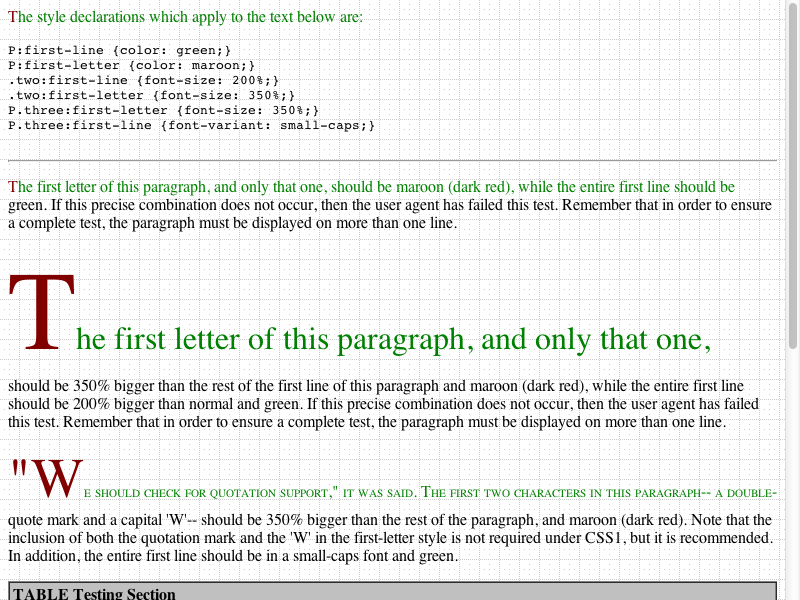 The style declarations which apply to the text below are:
P:first-line {color: green;}
P:first-letter {color: maroon;}
.two:first-line {font-size: 200%;}
.two:first-letter {font-size: 350%;}
P.three:first-letter {font-size: 350%;}
P.three:first-line {font-variant: small-caps;}
The first letter of this paragraph, and only that one, should be maroon (dark red), while the entire first line should be
green. If this precise combination does not occur, then the user agent has failed this test. Remember that in order to ensure
a complete test, the paragraph must be displayed on more than one line.
The first letter of this paragraph, and only that one,
should be 350% bigger than the rest of the first line of this paragraph and maroon (dark red), while the entire first line
should be 200% bigger than normal and green. If this precise combination does not occur, then the user agent has failed
this test. Remember that in order to ensure a complete test, the paragraph must be displayed on more than one line.
"We should check for quotation support," it was said. The first two characters in this paragraph-- a double-
quote mark and a capital 'W'-- should be 350% bigger than the rest of the paragraph, and maroon (dark red). Note that the
inclusion of both the quotation mark and the 'W' in the first-letter style is not required under CSS1, but it is recommended.
In addition, the entire first line should be in a small-caps font and green.
TABLE Testing Section